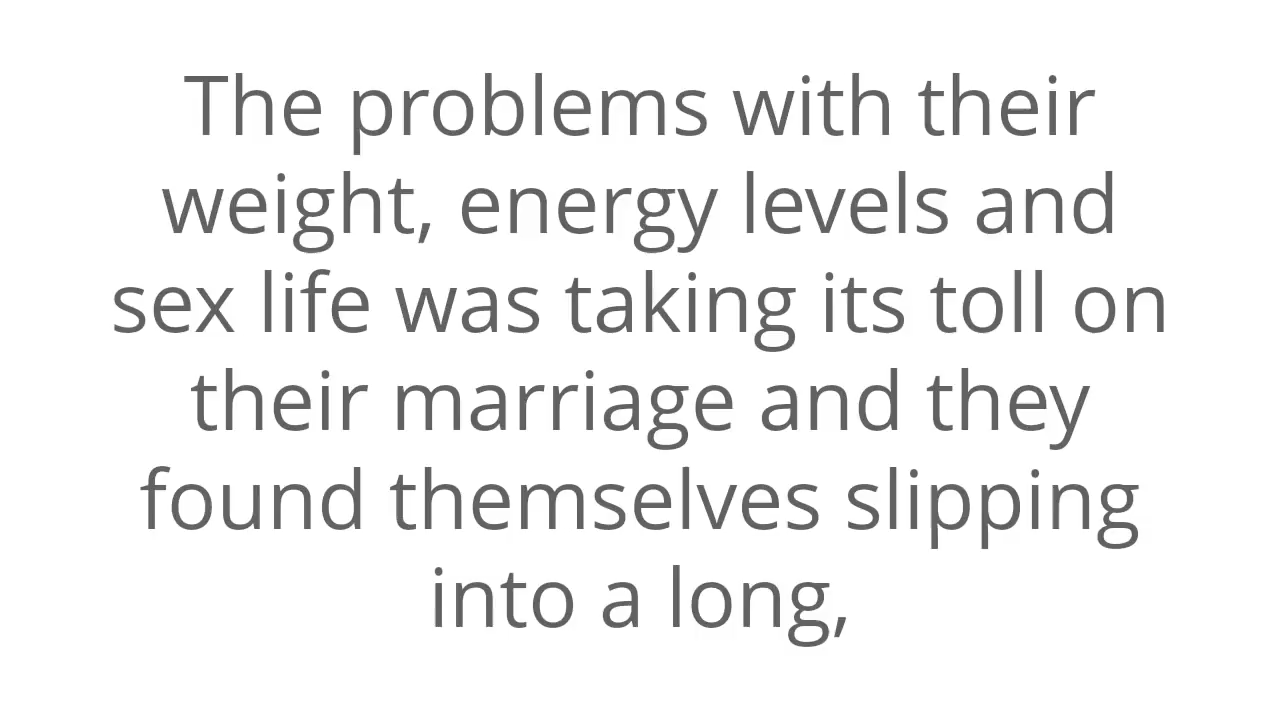 The problems with their
weight, energy levels and
sex life was taking its toll on
their marriage and they
found themselves slipping
into a long,